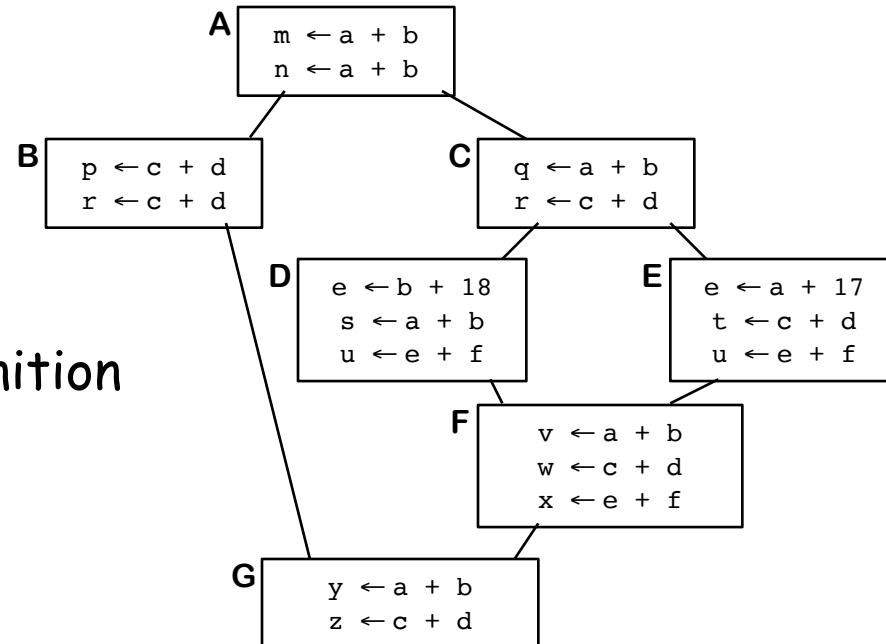 A
m ← a + b
n ← a + b
B
p ← c + d
r ← c + d
C
q ← a + b
r ← c + d
D
e ← b + 18
s ← a + b
u ← e + f
E
e ← a + 17
t ← c + d
u ← e + f
nition
F
v ← a + b
w ← c + d
x ← e + f
G
y ← a + b
z ← c + d